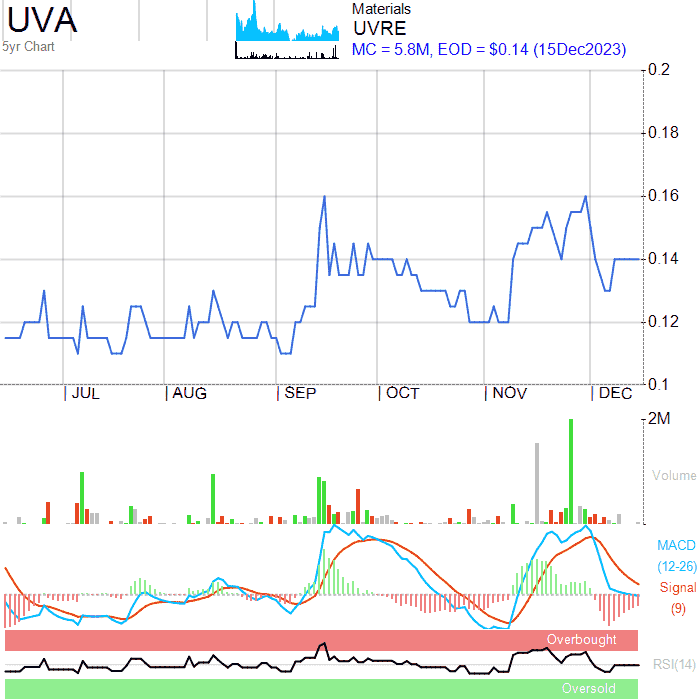 UVA
5yr Chart
Materials
UVRE
MC = 5.8M, EOD = $0.14 (15Dec2023)
0.2
0.18
0.16
0.14
0.12
0.1
JUL AUG SEP OCT NOV DEC
2M
Volume
MACD
(12-26)
Signal
(9)
Overbought
RSI(14)
Oversold